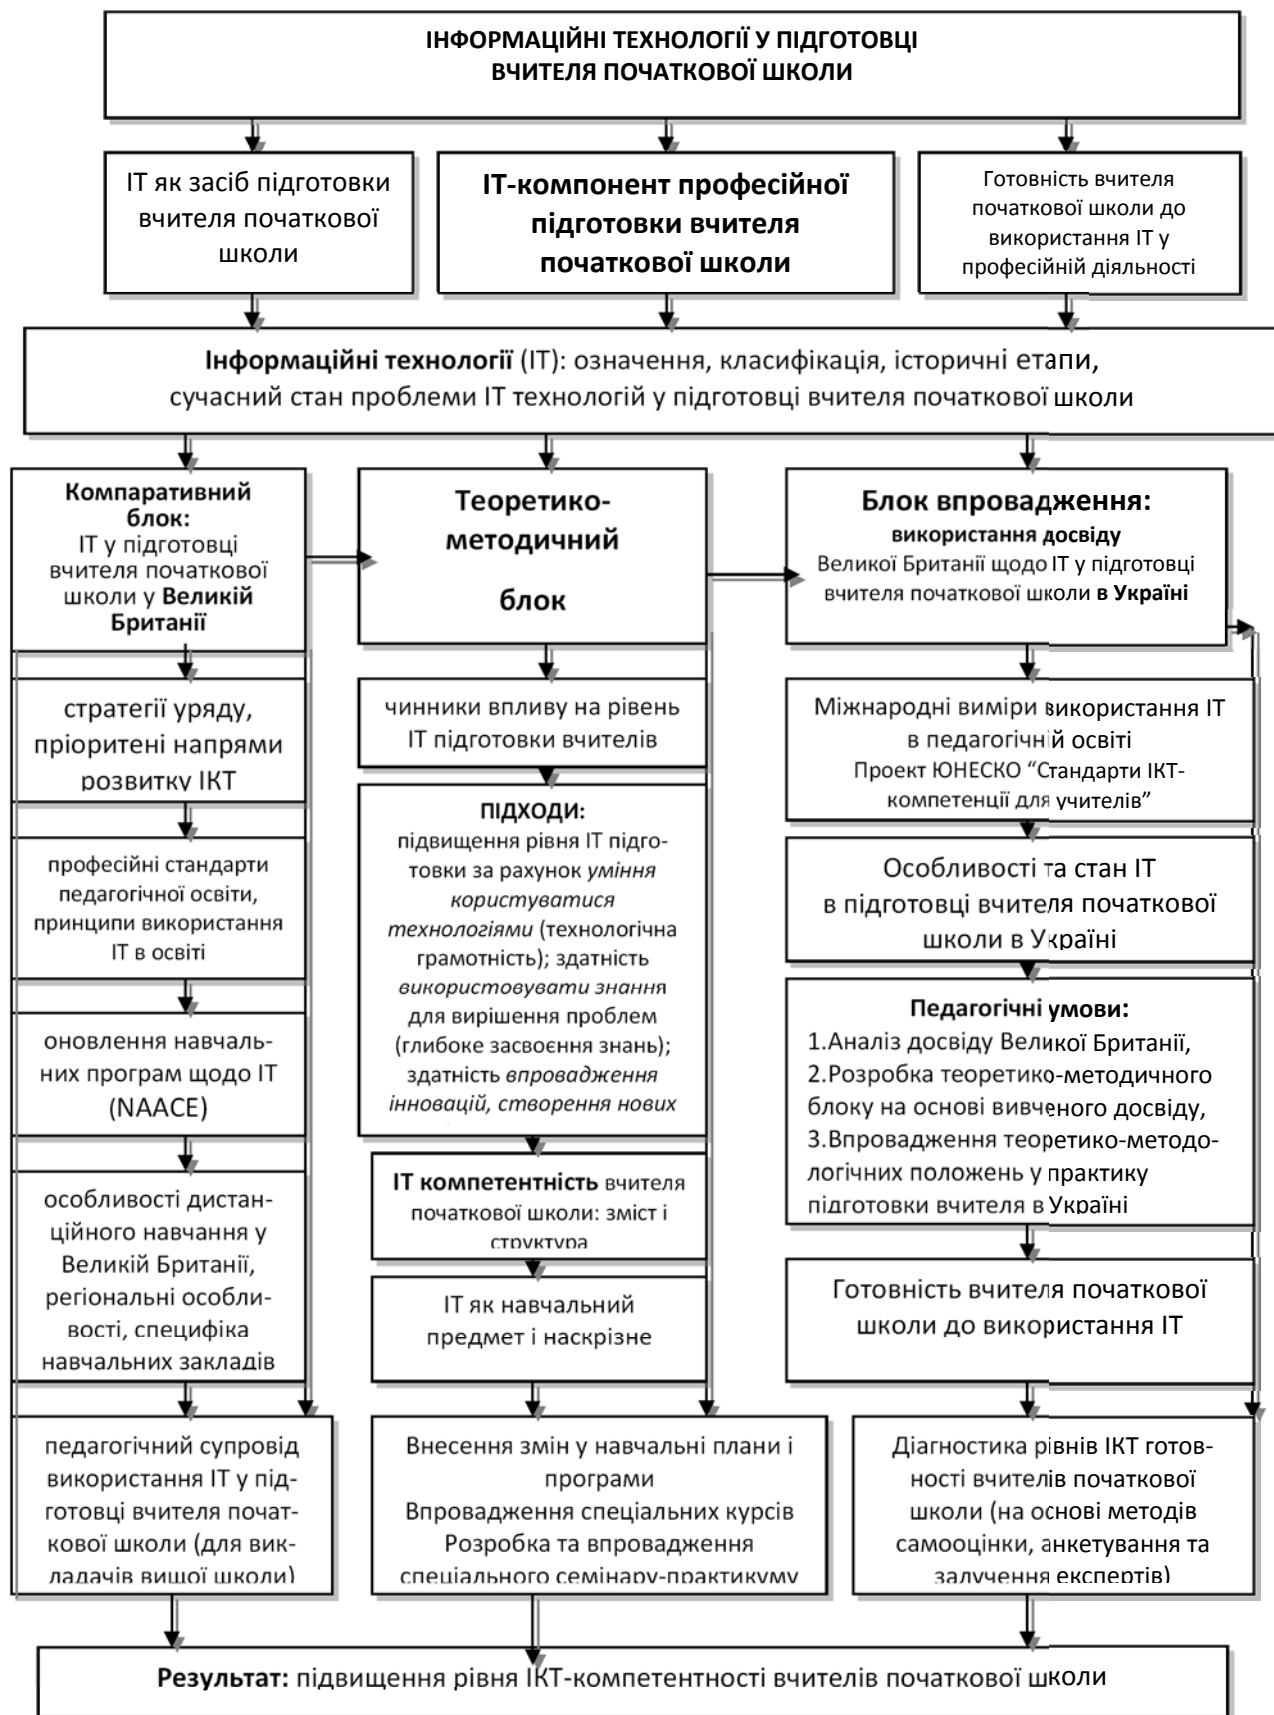 ІНФОРМАЦІЙНІ ТЕХНОЛОГІЇ У ПІДГОТОВЦІ
ВЧИТЕЛЯ ПОЧАТКОВОЇ ШКОЛИ
ІТ як засіб підготовки
вчителя початкової
школи
ІТ-компонент професійної
підготовки вчителя
початкової школи
Готовність вчителя
початкової школи до
використання ІТ у
професійній діяльності
Інформаційні технології (ІТ): означення, класифікація, історичні етапи,
сучасний стан проблеми ІТ технологій у підготовці вчителя початкової школи
Компаративний
блок:
ІТ у підготовці
вчителя початкової
школи у Великій
Британії
стратегії уряду,
пріоритені напрями
розвитку ІКТ
професійні стандарти
педагогічної освіти,
принципи використання
ІТ в освіті
оновлення навчаль-
них програм щодо ІТ
(NAACE)
особливості дистан-
ційного навчання у
Великій Британії,
регіональні особли-
вості, специфіка
навчальних закладів
педагогічний супровід
використання ІТ у під-
готовці вчителя почат-
кової школи (для вик-
ладачів вищої школи)
Теоретико-
методичний
блок
чинники впливу на рівень
ІТ підготовки вчителів
ПІДХОДИ:
підвищення рівня ІТ підго-
товки за рахунок уміння
користуватися
технологіями (технологічна
грамотність); здатність
використовувати знання
для вирішення проблем
(глибоке засвоєння знань);
здатність впровадження
інновацій, створення нових
ІТ компетентність вчителя
початкової школи: зміст і
структура
ІТ як навчальний
предмет і наскрізне
Внесення змін у навчальні плани і
програми
Впровадження спеціальних курсів
Розробка та впровадження
спеціального семінару-практикуму
Блок впровадження:
використання досвіду
Великої Британії щодо ІТ у підготовці
вчителя початкової школи в Україні
Міжнародні виміри використання ІТ
в педагогічній освіті
Проект ЮНЕСКО “Стандарти ІКТ-
компетенції для учителів”
Особливості та стан ІТ
в підготовці вчителя початкової
школи в Україні
Педагогічні умови:
1.Аналіз досвіду Великої Британії,
2.Розробка теоретико-методичного
блоку на основі вивченого досвіду,
3.Впровадження теоретико-методо-
логічних положень у практику
підготовки вчителя в Україні
Готовність вчителя початкової
школи до використання ІТ
Діагностика рівнів ІКТ готов-
ності вчителів початкової
школи (на основі методів
самооцінки, анкетування та
залучення експертів)
Результат: підвищення рівня ІКТ-компетентності вчителів початкової школи